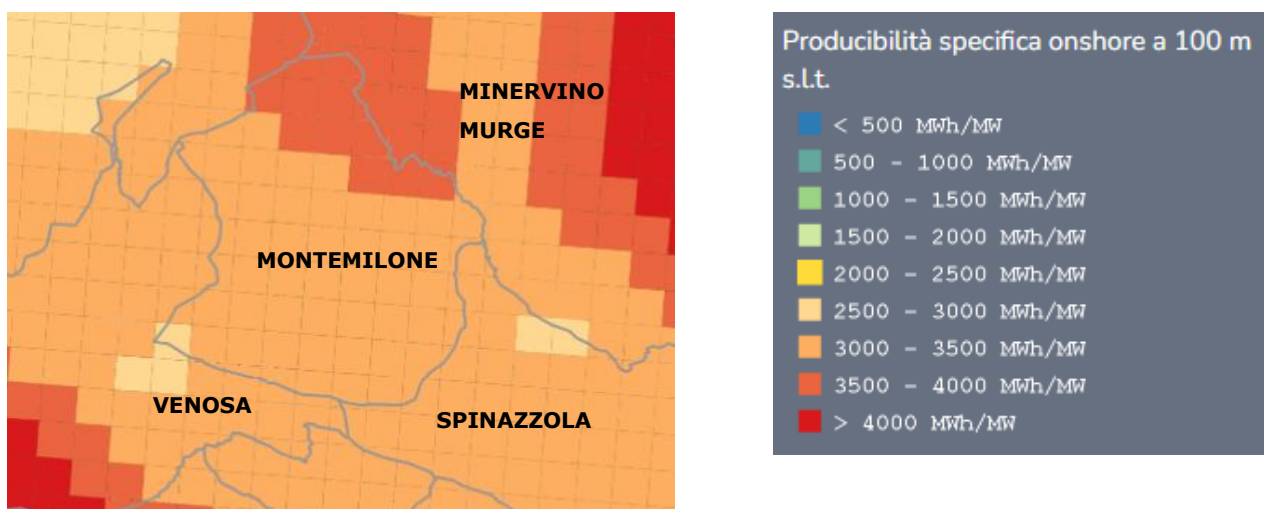 MINERVINO
MURGE
MONTEMILONE
VENOSA
SPINAZZOLA
Producibilità specifica onshore a 100 m
s.l.t.
< 500 MWh/MW
500 - 1000 MWh/MW
1000 - 1500 MWh/MW
1500 - 2000 MWh/MW
2000 - 2500 MWh/MW
2500 - 3000 MWh/MW
3000 - 3500 MWh/MW
3500 - 4000 MWh/MW
> 4000 MWh/MW